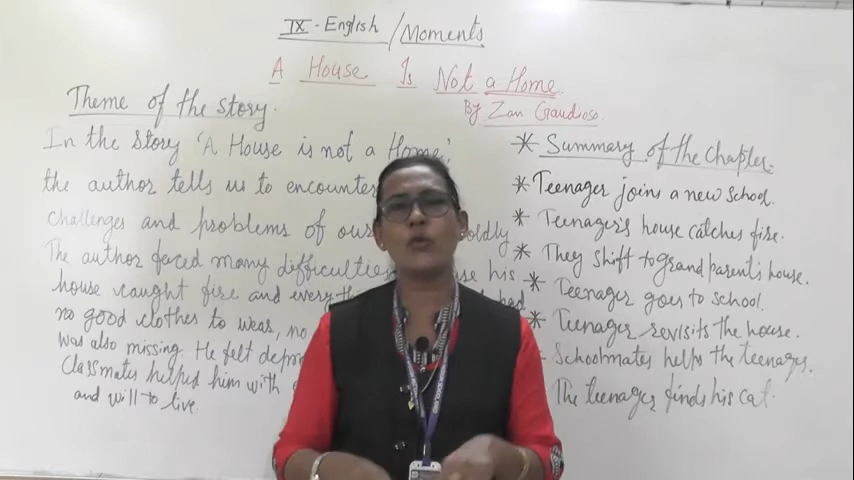 IX - English / Moments
A House Is Not a Home
By Zan Gaudioso
Theme of the story.
In the story 'A House is not a Home',
the author tells us to encounter
challenges and problems of our boldly
The author faced many difficulties his
house caught fire and had
no good clothes to wear, no
was also missing. He felt
Classmates helped him with
and will to live.
* Summary of the Chapter.
* Teenager joins a new school.
* Teenager's house catches fire.
* They shift to grandparent's house.
* Teenager goes to school.
* Teenager revisits the house.
Schoolmates helps the teenager.
The teenager finds his cat.